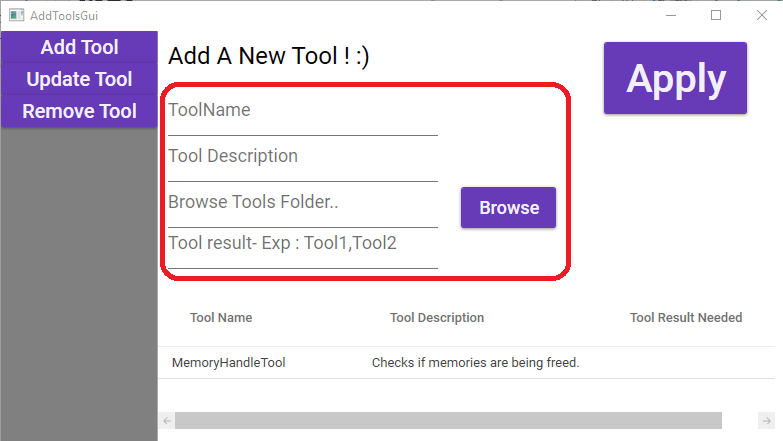 AddToolsGui
Add Tool
Update Tool
Remove Tool
Add A New Tool ! :)
Apply
ToolName
Tool Description
Browse Tools Folder..
Browse
Tool result- Exp : Tool1,Tool2
Tool Name Tool Description Tool Result Needed
MemoryHandleTool Checks if memories are being freed.